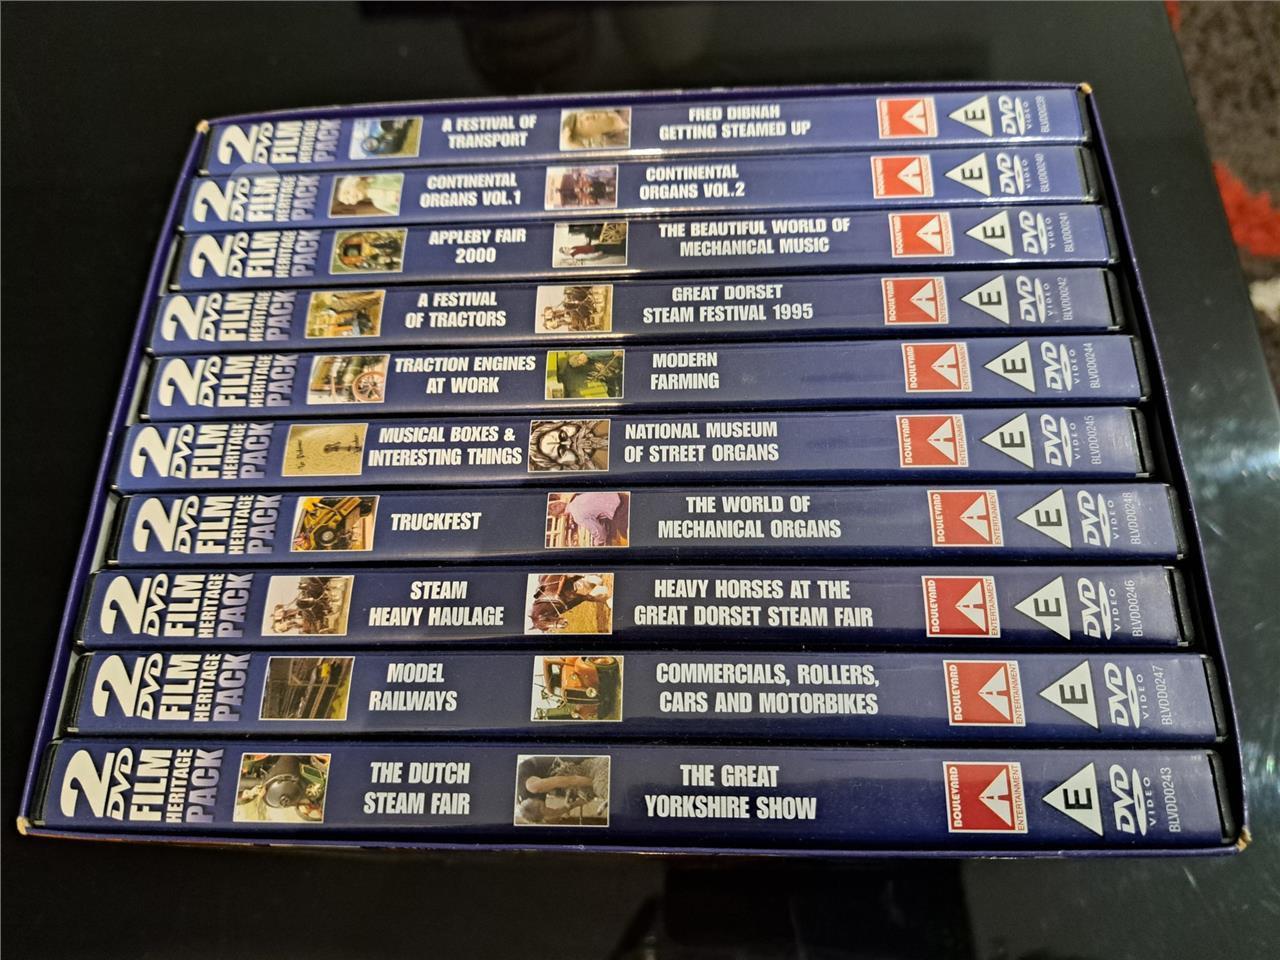 2 DVD FILM HERITAGE PACK
A FESTIVAL OF
TRANSPORT
FRED DIBNAH
GETTING STEAMED UP
E
DVD VIDEO
BLVDD0239
2 DVD FILM HERITAGE PACK
CONTINENTAL
ORGANS VOL.1
CONTINENTAL
ORGANS VOL.2
BOULEVARD
E
DVD VIDEO
BLVDD0240
2 DVD FILM HERITAGE PACK
APPLEBY FAIR
2000
THE BEAUTIFUL WORLD OF
MECHANICAL MUSIC
BOULEVARD
E
DVD VIDEO
BLVDD0241
2 DVD FILM HERITAGE PACK
A FESTIVAL
OF TRACTORS
GREAT DORSET
STEAM FESTIVAL 1995
BOULEVARD
ENTERTAINMENT
E
DVD VIDEO
BLVDD0242
2 DVD FILM HERITAGE PACK
TRACTION ENGINES
AT WORK
MODERN
FARMING
BOULEVARD
ENTERTAINMENT
E
DVD VIDEO
BLVDD0244
2 DVD FILM HERITAGE PACK
MUSICAL BOXES &
INTERESTING THINGS
NATIONAL MUSEUM
OF STREET ORGANS
BOULEVARD
ENTERTAINMENT
E
DVD VIDEO
BLVDD0245
2 DVD FILM HERITAGE PACK
TRUCKFEST
THE WORLD OF
MECHANICAL ORGANS
BOULEVARD
ENTERTAINMENT
E
DVD VIDEO
BLVDD0248
2 DVD FILM HERITAGE PACK
STEAM
HEAVY HAULAGE
HEAVY HORSES AT THE
GREAT DORSET STEAM FAIR
BOULEVARD
ENTERTAINMENT
E
DVD VIDEO
BLVDD0246
2 DVD FILM HERITAGE PACK
MODEL
RAILWAYS
COMMERCIALS, ROLLERS,
CARS AND MOTORBIKES
BOULEVARD
ENTERTAINMENT
E
DVD VIDEO
BLVDD0247
2 DVD FILM HERITAGE PACK
THE DUTCH
STEAM FAIR
THE GREAT
YORKSHIRE SHOW
BOULEVARD
ENTERTAINMENT
E
DVD VIDEO
BLVDD0243